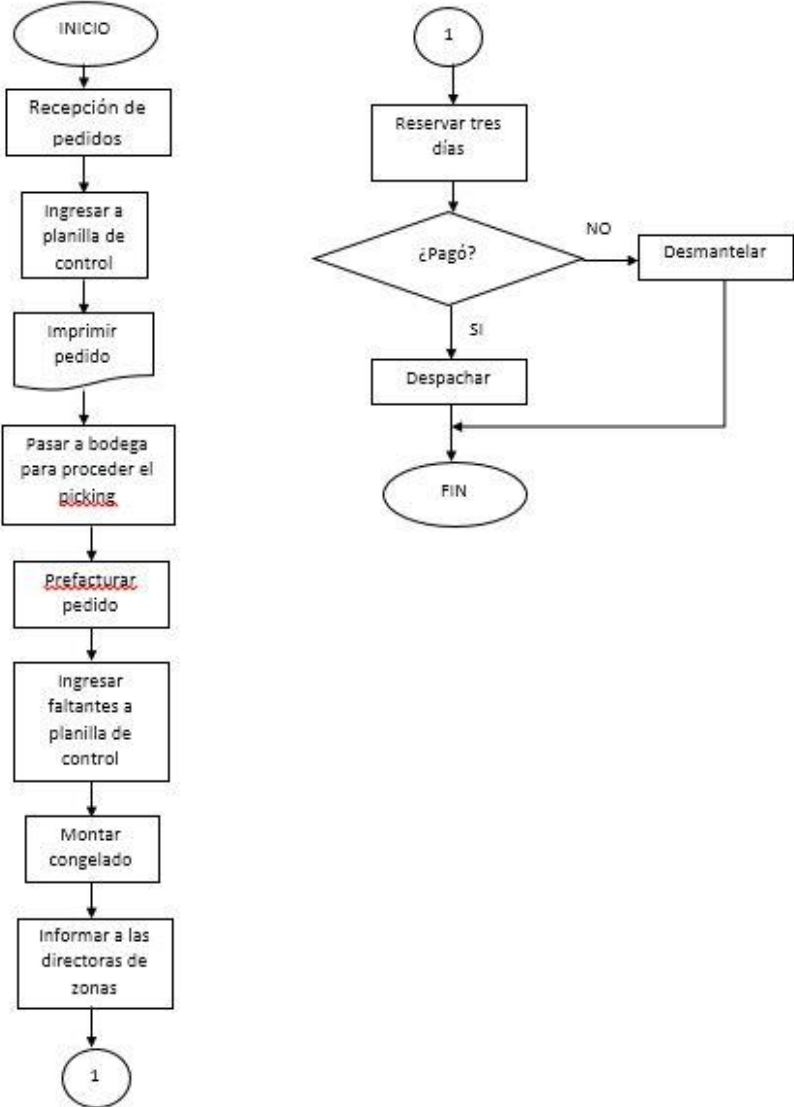 INICIO
Recepción de
pedidos
Ingresar a
planilla de
control
Imprimir
pedido
Pasar a bodega
para proceder el
picking
Prefacturar
pedido
Ingresar
faltantes a
planilla de
control
Montar
congelado
Informar a las
directoras de
zonas
1
1
Reservar tres
días
¿Pagó?
NO
Desmantelar
SI
Despachar
FIN